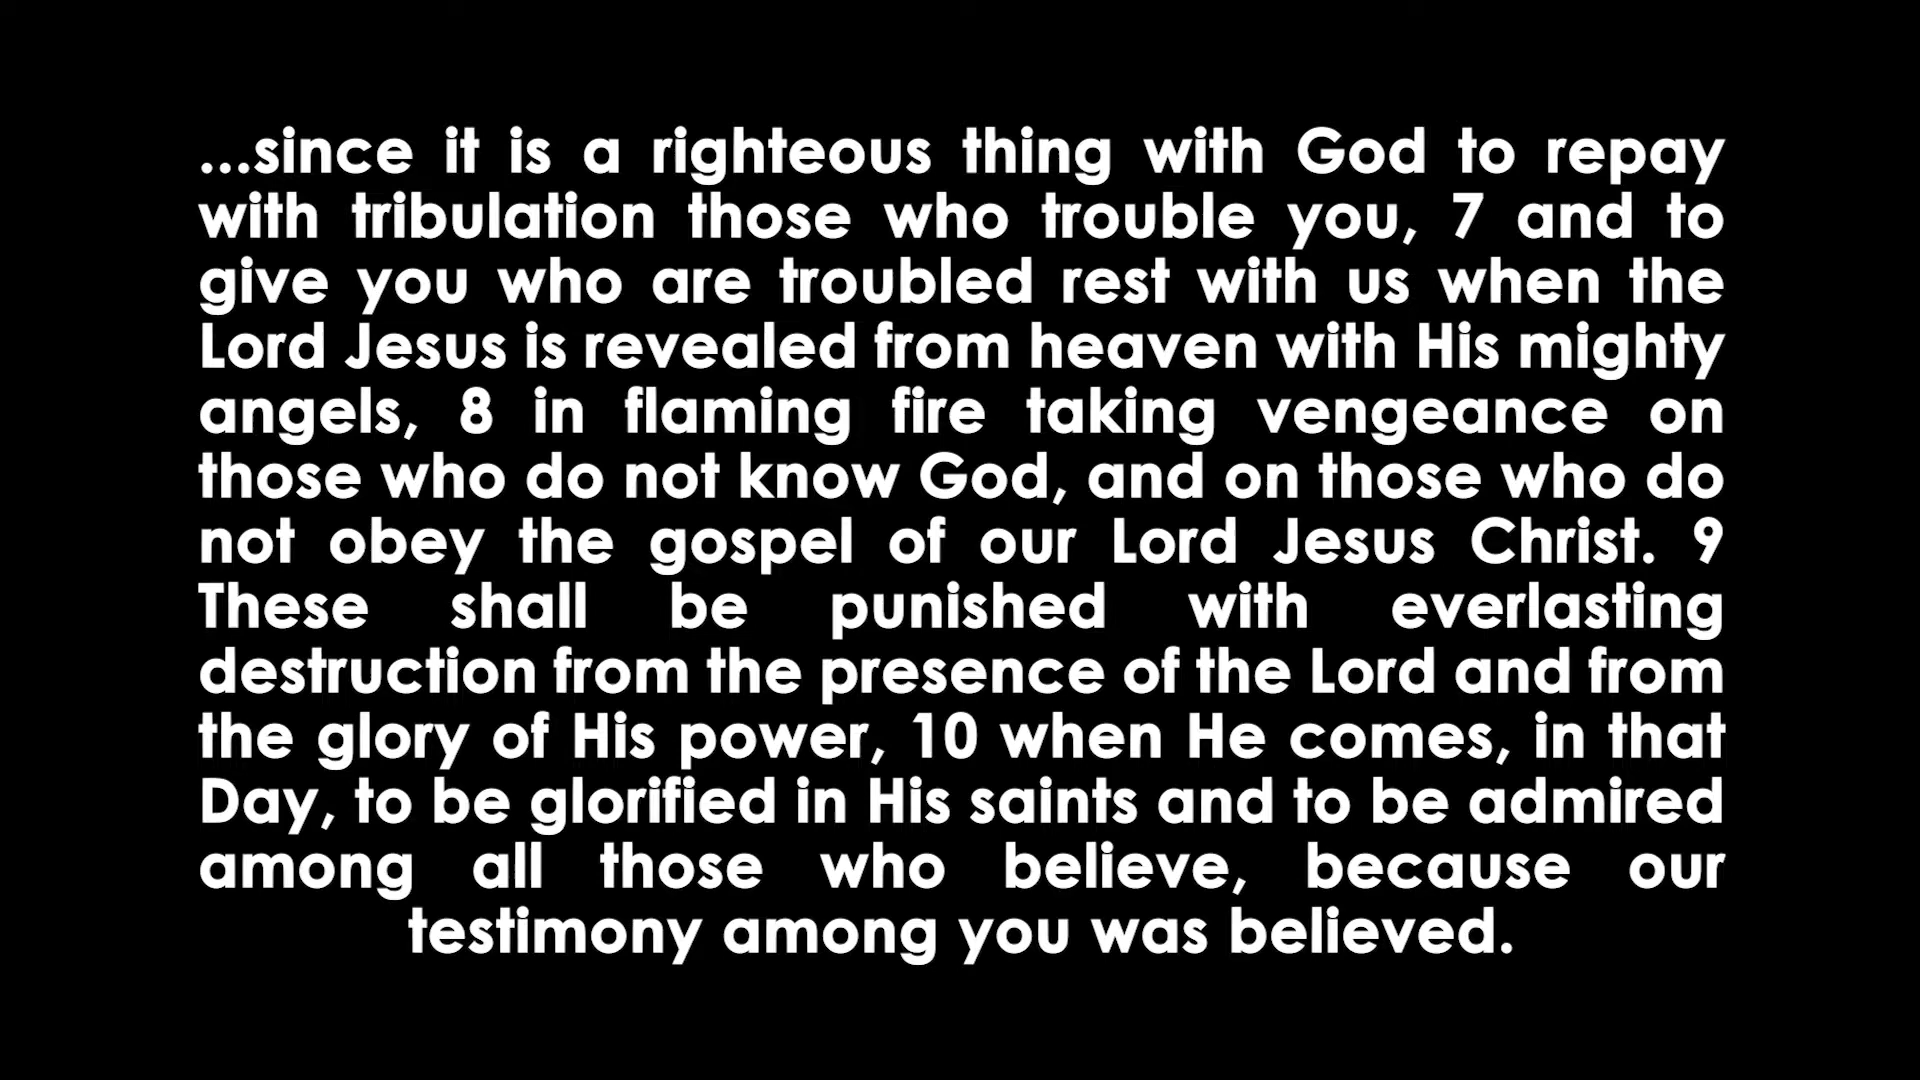 ...since it is a righteous thing with God to repay
with tribulation those who trouble you, 7 and to
give you who are troubled rest with us when the
Lord Jesus is revealed from heaven with His mighty
angels, 8 in flaming fire taking vengeance on
those who do not know God, and on those who do
not obey the gospel of our Lord Jesus Christ. 9
These shall be punished with everlasting
destruction from the presence of the Lord and from
the glory of His power, 10 when He comes, in that
Day, to be glorified in His saints and to be admired
among all those who believe, because our
testimony among you was believed.